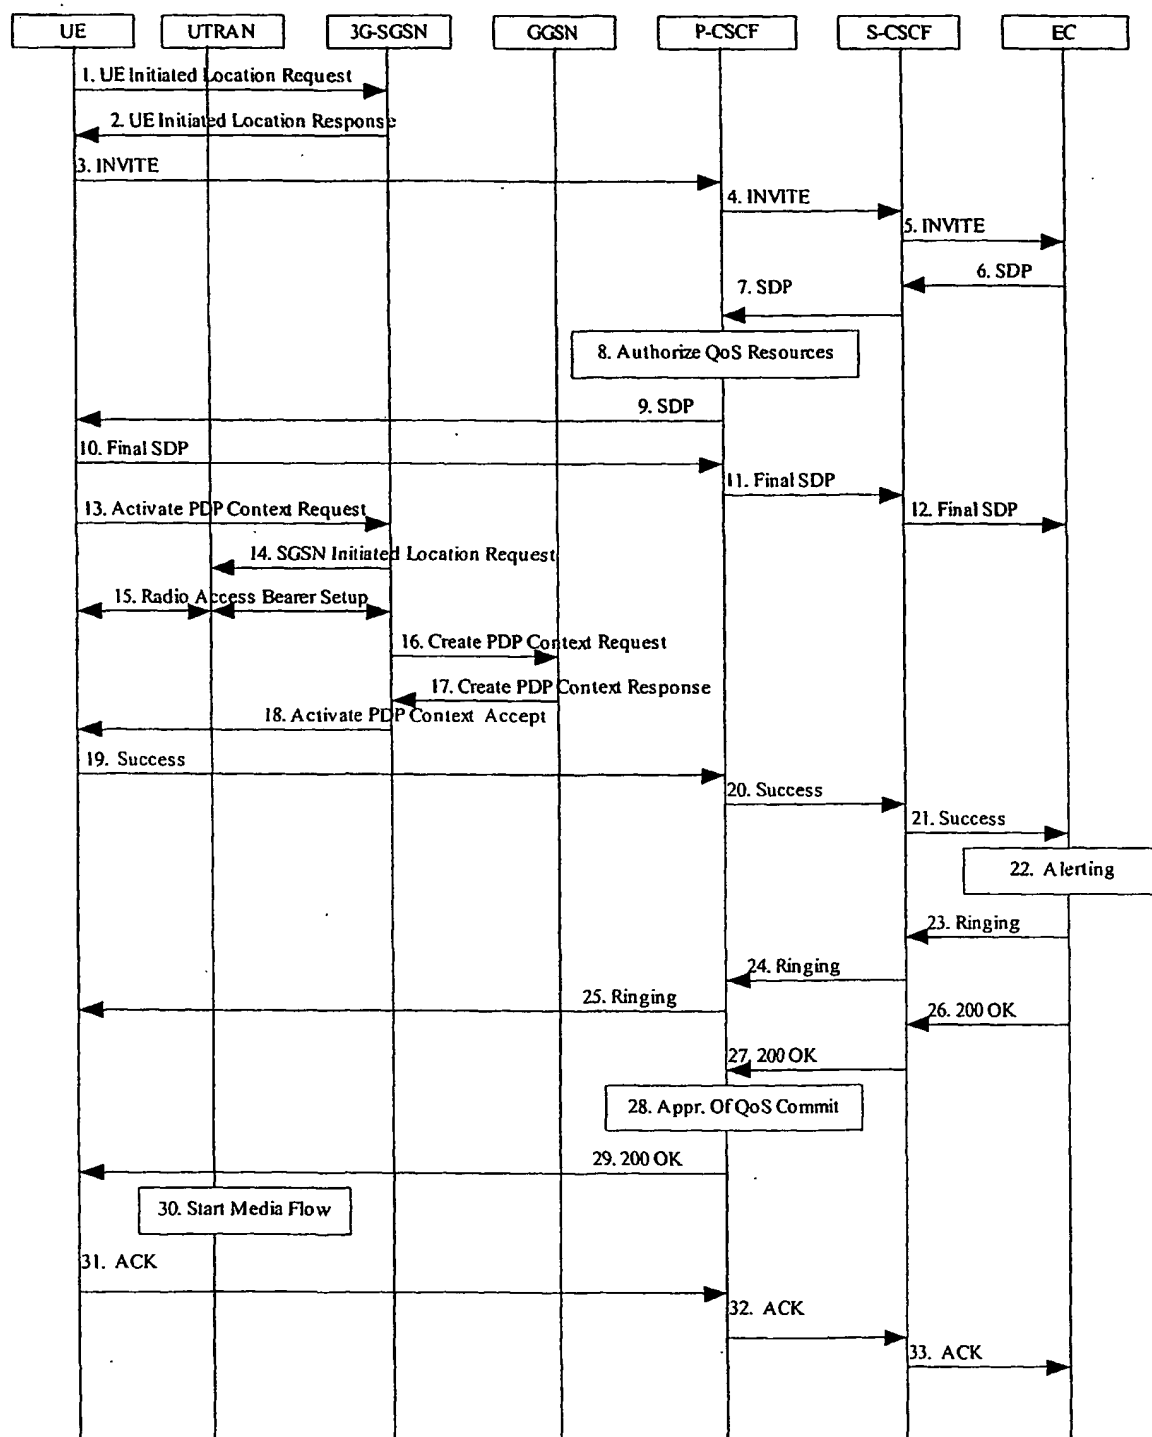 UE UTRAN 3G-SGSN GGSN P-CSCF S-CSCF EC
1. UE Initiated Location Request
2. UE Initiated Location Response
3. INVITE
4. INVITE
5. INVITE
6. SDP
7. SDP
8. Authorize QoS Resources
9. SDP
10. Final SDP
11. Final SDP
13. Activate PDP Context Request
12. Final SDP
14. SGSN Initiated Location Request
15. Radio Access Bearer Setup
16. Create PDP Context Request
17. Create PDP Context Response
18. Activate PDP Context Accept
19. Success
20. Success
21. Success
22. Alerting
23. Ringing
24. Ringing
25. Ringing
26. 200 OK
27. 200 OK
28. Appr. Of QoS Commit
29. 200 OK
30. Start Media Flow
31. ACK
32. ACK
33. ACK